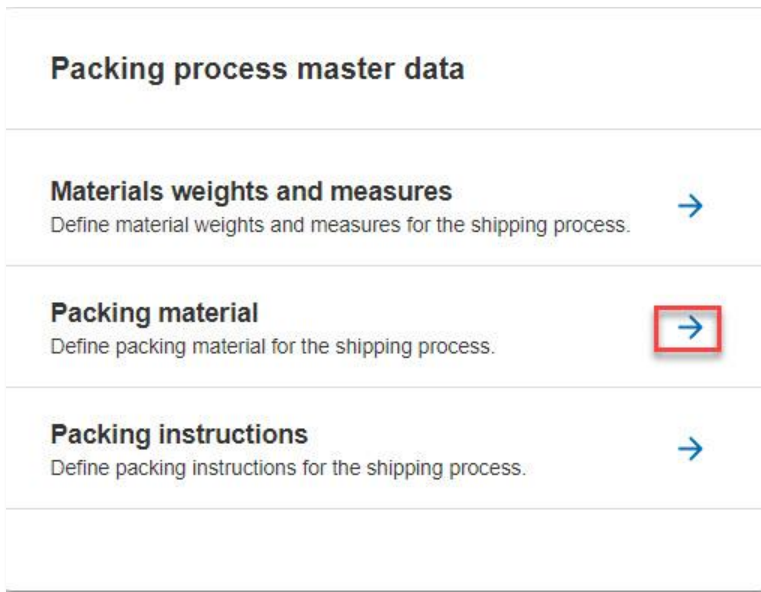 Packing process master data
Materials weights and measures
Define material weights and measures for the shipping process.
Packing material
Define packing material for the shipping process.
Packing instructions
Define packing instructions for the shipping process.